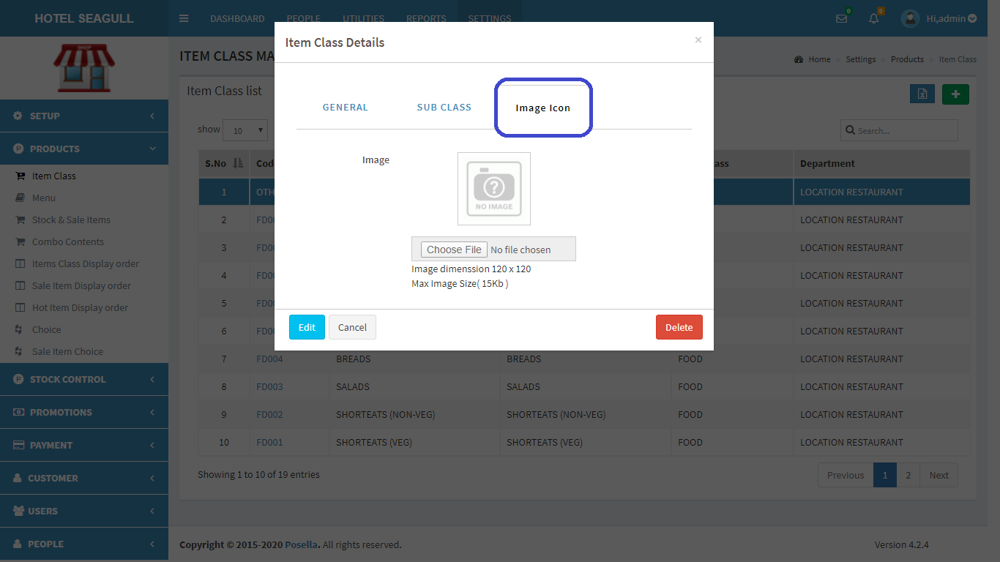 HOTEL SEAGULL
DASHBOARD PEOPLE UTILITIES REPORTS SETTINGS
0 0 Hi,admin
SHOP
SETUP
PRODUCTS
Item Class
Menu
Stock & Sale Items
Combo Contents
Items Class Display order
Sale Item Display order
Hot Item Display order
Choice
Sale Item Choice
STOCK CONTROL
PROMOTIONS
PAYMENT
CUSTOMER
USERS
PEOPLE
ITEM CLASS MA
Home > Settings > Products > Item Class
Item Class list
show 10
Search...
S.No Cod ass Department
1 OTH LOCATION RESTAURANT
2 FD00 LOCATION RESTAURANT
3 FD00 LOCATION RESTAURANT
4 FD00 LOCATION RESTAURANT
5 FD00 LOCATION RESTAURANT
6 FD00 LOCATION RESTAURANT
7 FD004 BREADS BREADS FOOD LOCATION RESTAURANT
8 FD003 SALADS SALADS FOOD LOCATION RESTAURANT
9 FD002 SHORTEATS (NON-VEG) SHORTEATS (NON-VEG) FOOD LOCATION RESTAURANT
10 FD001 SHORTEATS (VEG) SHORTEATS (VEG) FOOD LOCATION RESTAURANT
Showing 1 to 10 of 19 entries
Previous 1 2 Next
Copyright © 2015-2020 Posella. All rights reserved.
Version 4.2.4
Item Class Details ×
GENERAL SUB CLASS Image Icon
Image
NO IMAGE
Choose File No file chosen
Image dimenssion 120 x 120
Max Image Size( 15Kb )
Edit Cancel Delete